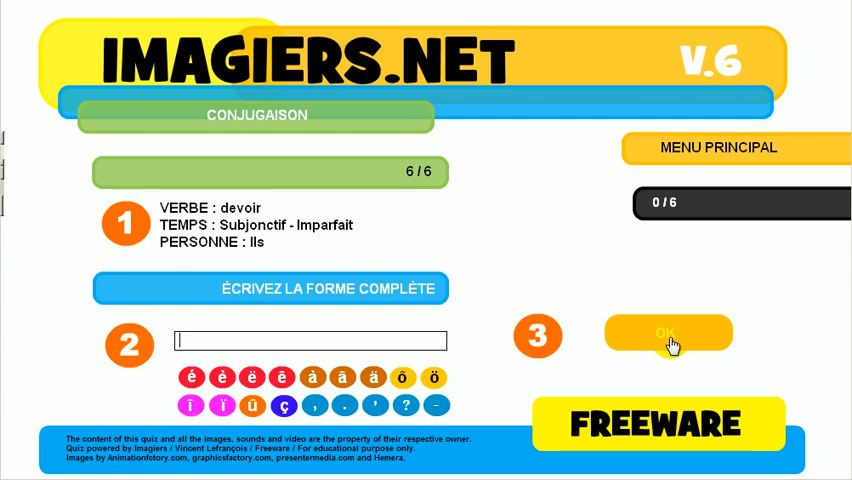 IMAGIERS.NET
V.6
CONJUGAISON
MENU PRINCIPAL
6 / 6
0 / 6
1
VERBE : devoir
TEMPS : Subjonctif - Imparfait
PERSONNE : Ils
ÉCRIVEZ LA FORME COMPLÈTE
2
3
OK
é è ë ê à â ä ô ö
î ï û ç , . ' ? -
FREEWARE
The content of this quiz and all the images, sounds and video are the property of their respective owner.
Quiz powered by Imagiers / Vincent Lefrançois / Freeware / For educational purpose only.
Images by Animationfctory.com, graphicsfactory.com, presentermedia.com and Hemera.